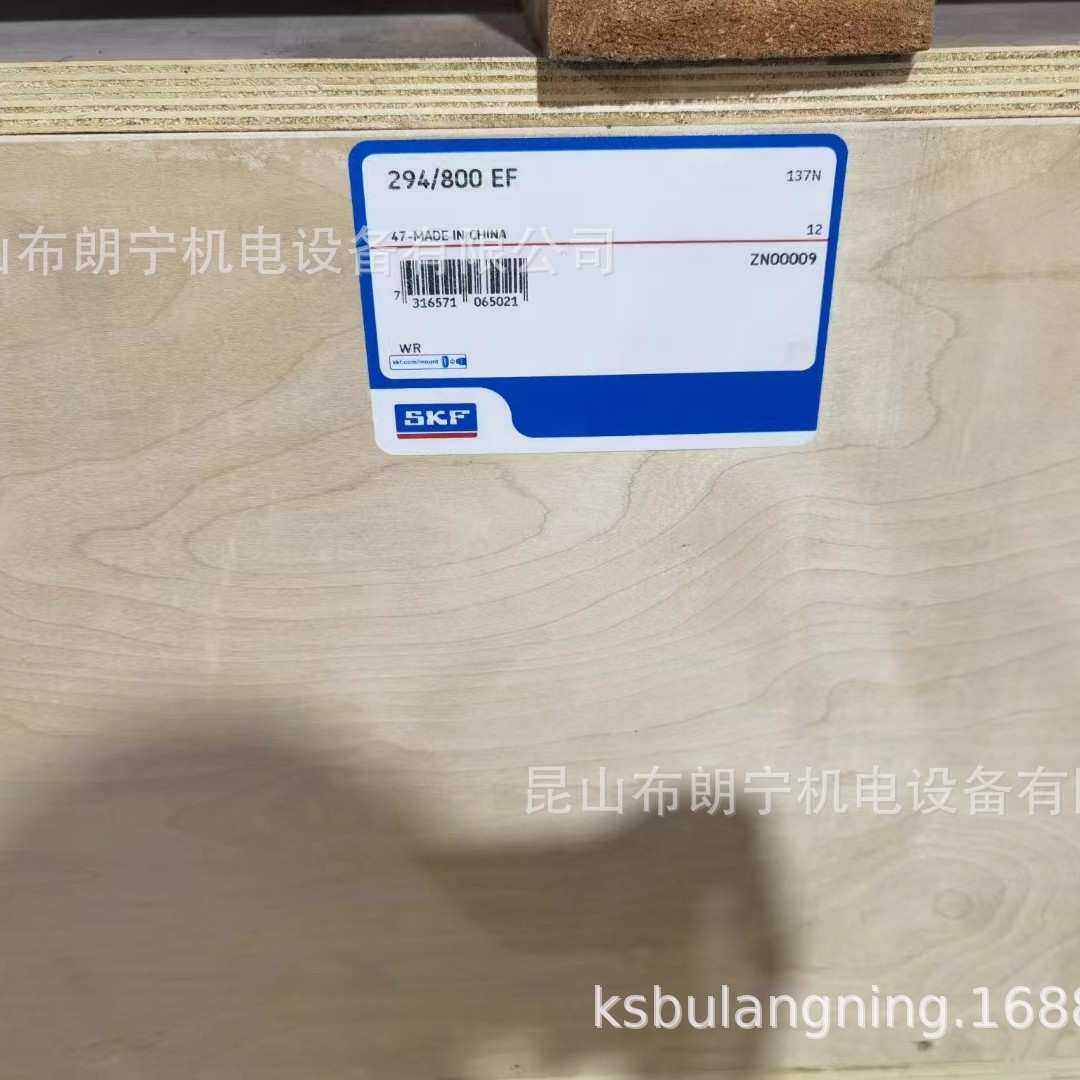 294/800 EF
137N
47-MADE IN CHINA
12
山布朗宁机电设备有限公司
ZN00009
7 316571 065021
WR
skf.com/mount
SKF
昆山布朗宁机电设备有限
ksbulangning.1688